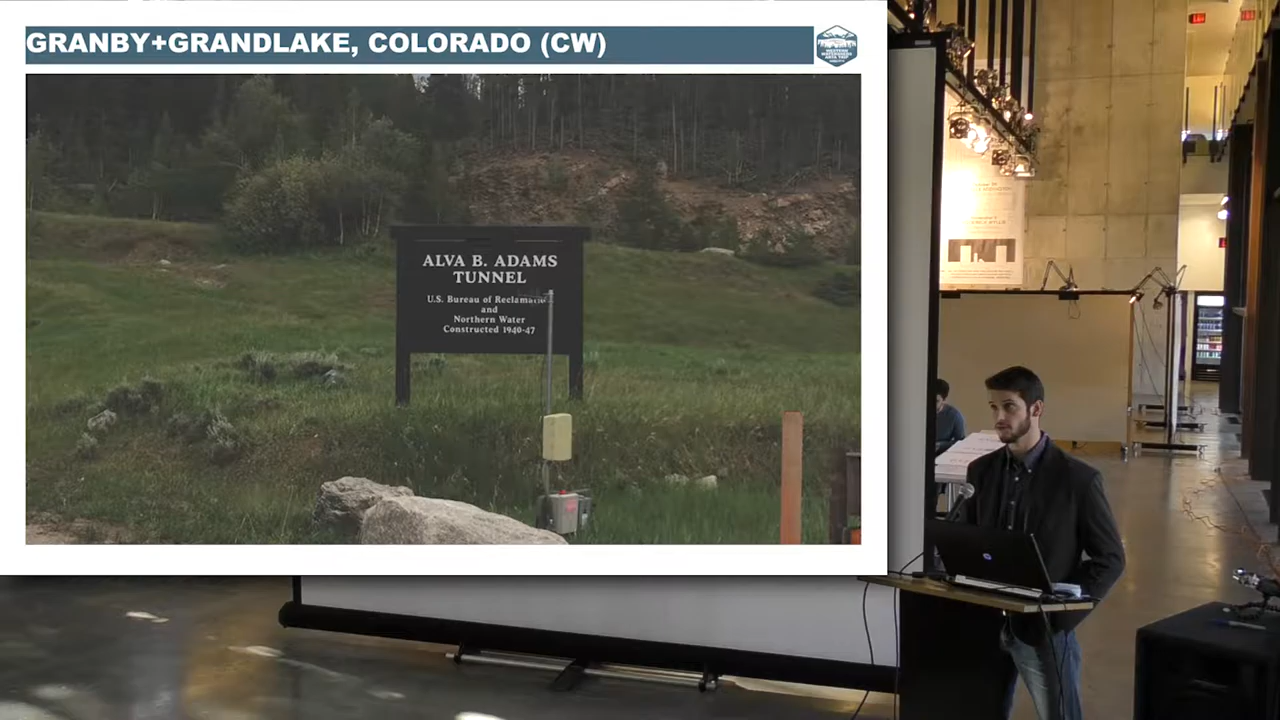 GRANBY+GRANDLAKE, COLORADO (CW)
ALVA B. ADAMS
TUNNEL
U.S. Bureau of Reclamation
and
Northern Water
Constructed 1940-47